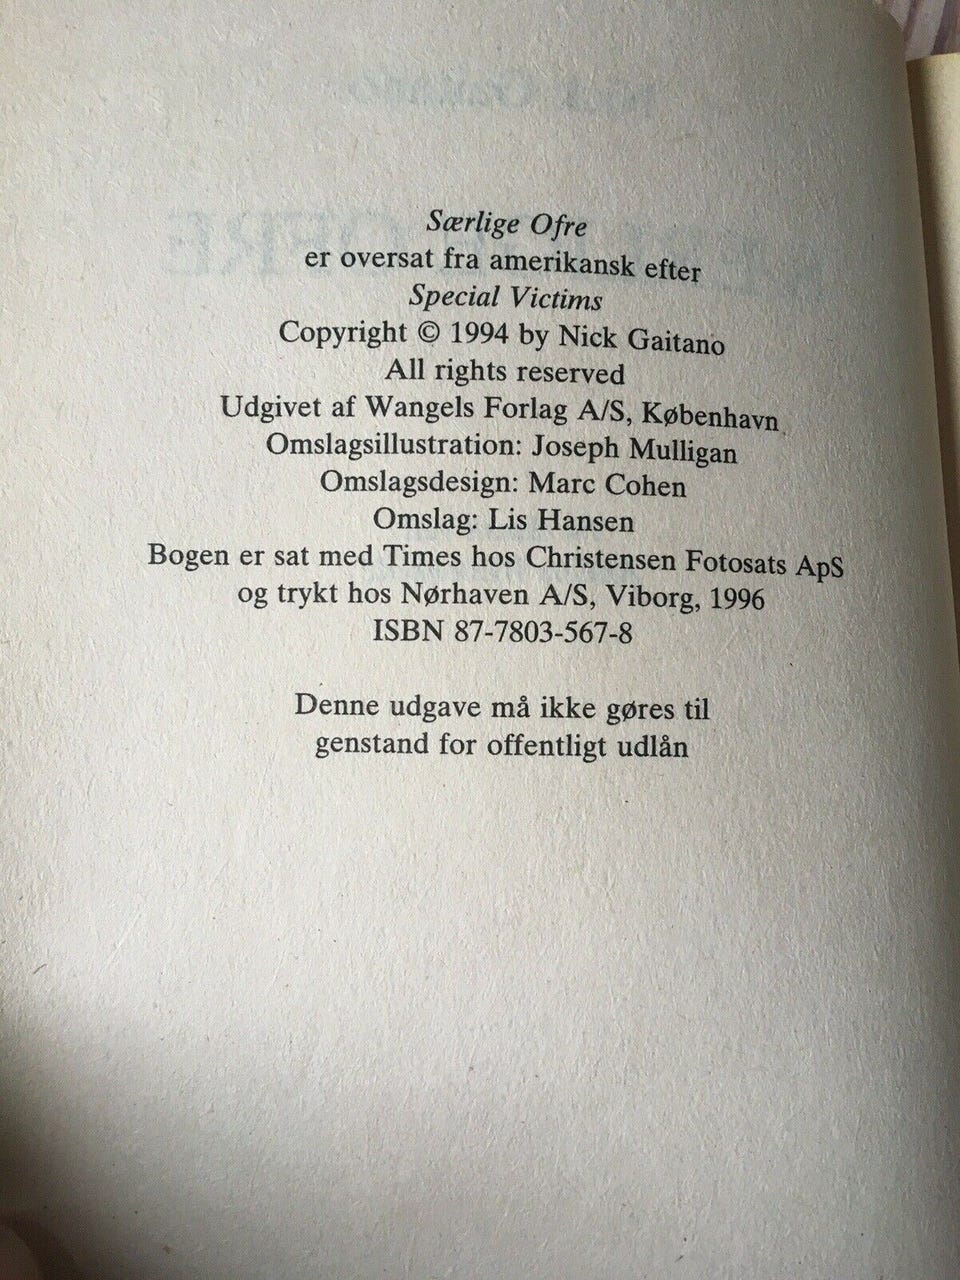 Særlige Ofre
er oversat fra amerikansk efter
Special Victims
Copyright © 1994 by Nick Gaitano
All rights reserved
Udgivet af Wangels Forlag A/S, København
Omslagsillustration: Joseph Mulligan
Omslagsdesign: Marc Cohen
Omslag: Lis Hansen
Bogen er sat med Times hos Christensen Fotosats ApS
og trykt hos Nørhaven A/S, Viborg, 1996
ISBN 87-7803-567-8
Denne udgave må ikke gøres til
genstand for offentligt udlån